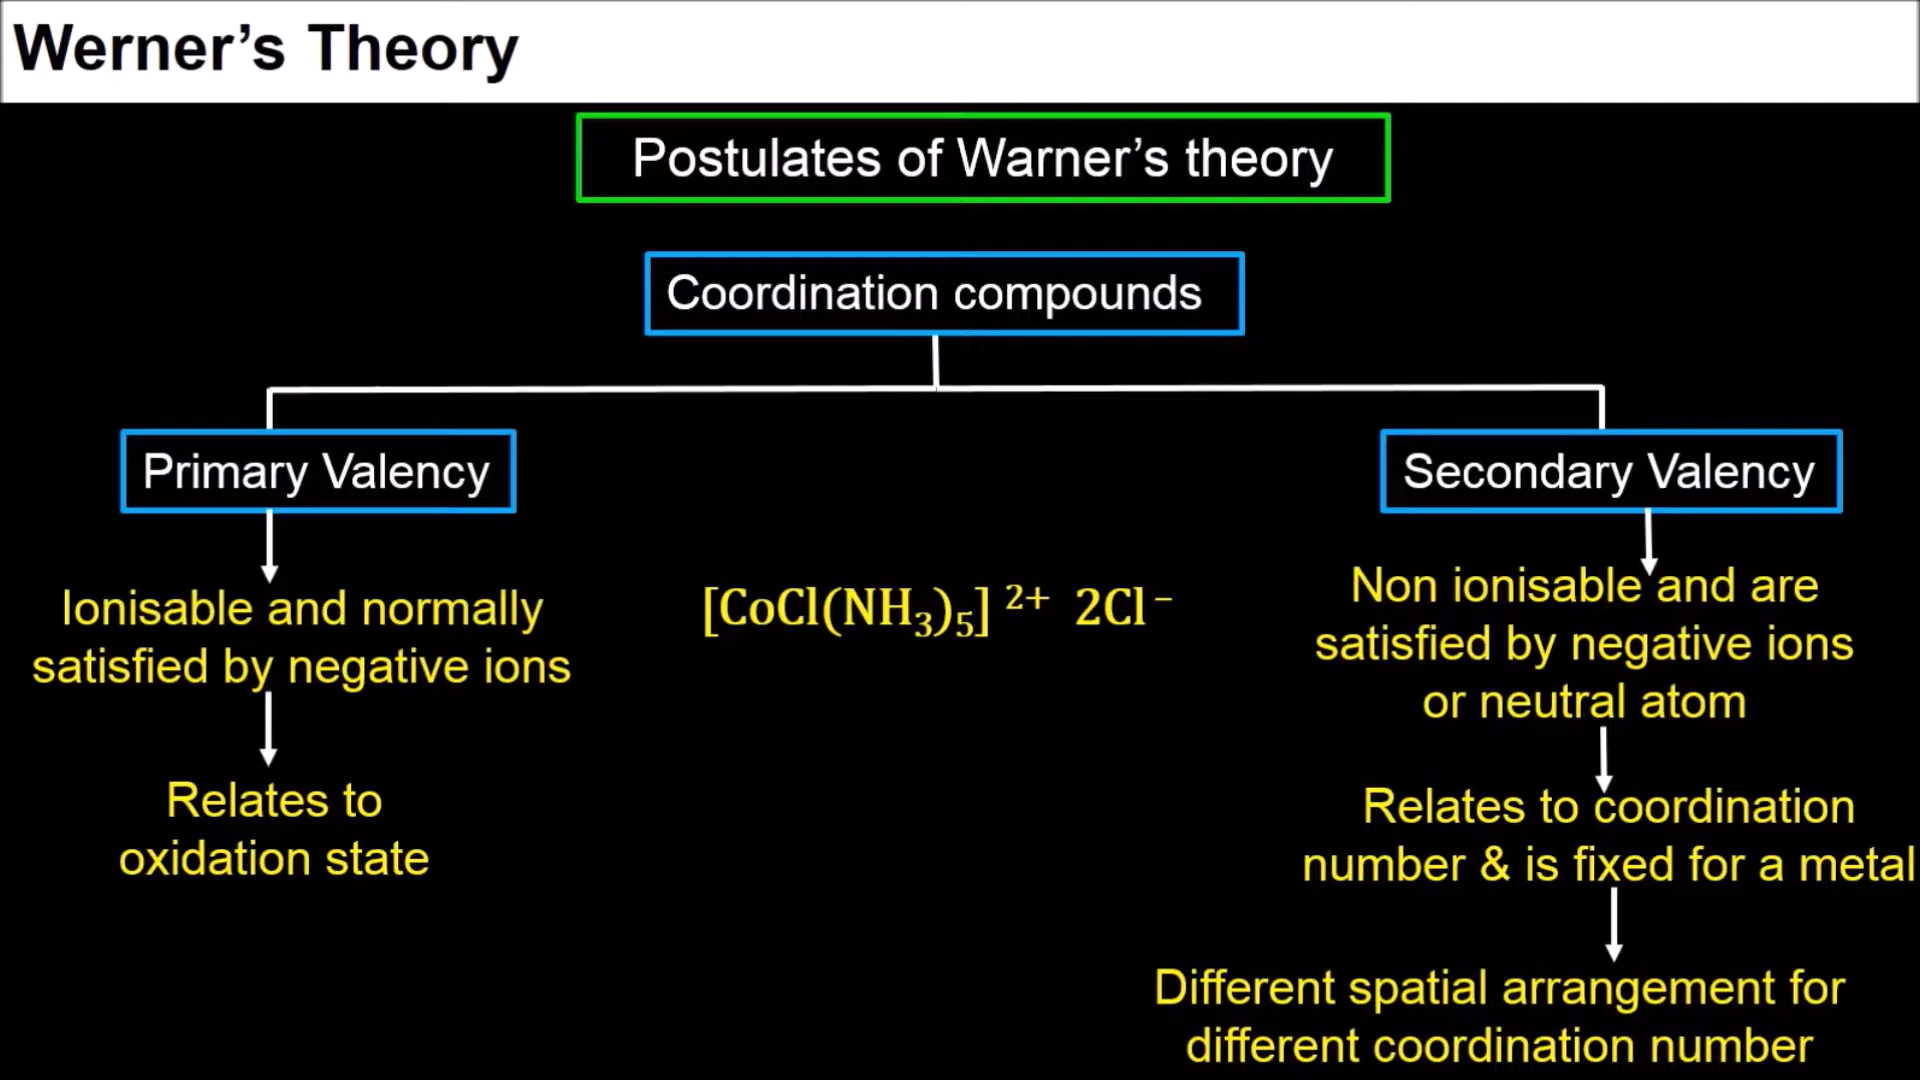 Werner’s Theory
Postulates of Warner’s theory
Coordination compounds
Primary Valency
Secondary Valency
Ionisable and normally
satisfied by negative ions
Relates to
oxidation state
[CoCl(NH₃)₅] ²⁺ 2Cl⁻
Non ionisable and are
satisfied by negative ions
or neutral atom
Relates to coordination
number & is fixed for a metal
Different spatial arrangement for
different coordination number